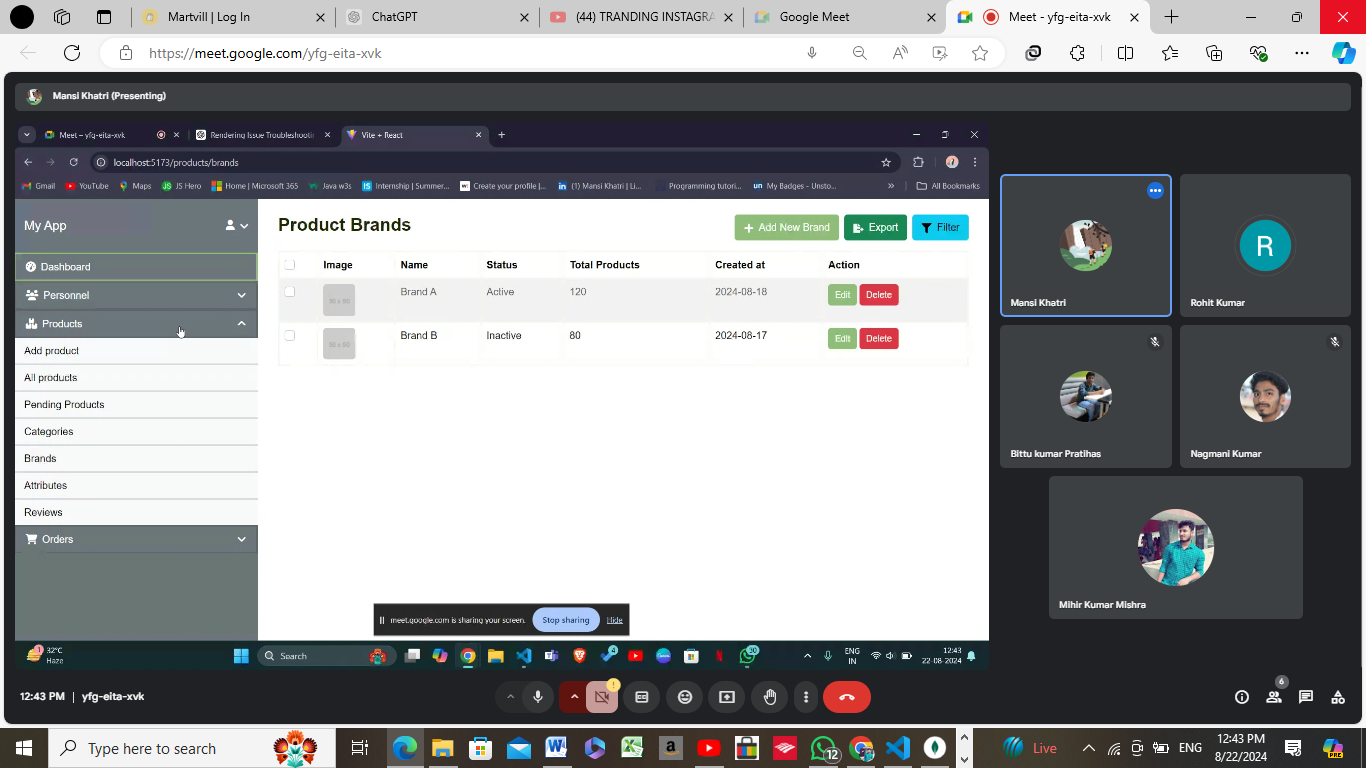 Martvill | Log In
ChatGPT
(44) TRANDING INSTAGRA
Google Meet
Meet - yfg-eita-xvk
https://meet.google.com/yfg-eita-xvk
Mansi Khatri (Presenting)
Meet – yfg-eita-xvk
Rendering Issue Troubleshooti
Vite + React
localhost:5173/products/brands
Gmail
YouTube
Maps
JS Hero
Home | Microsoft 365
Java w3s
Internship | Summer...
Create your profile |...
(1) Mansi Khatri | Li...
Programming tutori...
My Badges - Unsto...
All Bookmarks
My App
Dashboard
Personnel
Products
Add product
All products
Pending Products
Categories
Brands
Attributes
Reviews
Orders
Product Brands
Add New Brand
Export
Filter
Image Name Status Total Products Created at Action
Brand A Active 120 2024-08-18 Edit Delete
Brand B Inactive 80 2024-08-17 Edit Delete
meet.google.com is sharing your screen.
Stop sharing
Hide
32°C
Haze
Search
ENG
IN
12:43
22-08-2024
Mansi Khatri
R
Rohit Kumar
Bittu kumar Pratihas
Nagmani Kumar
Mihir Kumar Mishra
12:43 PM | yfg-eita-xvk
6
Type here to search
12
Live
ENG
12:43 PM
8/22/2024